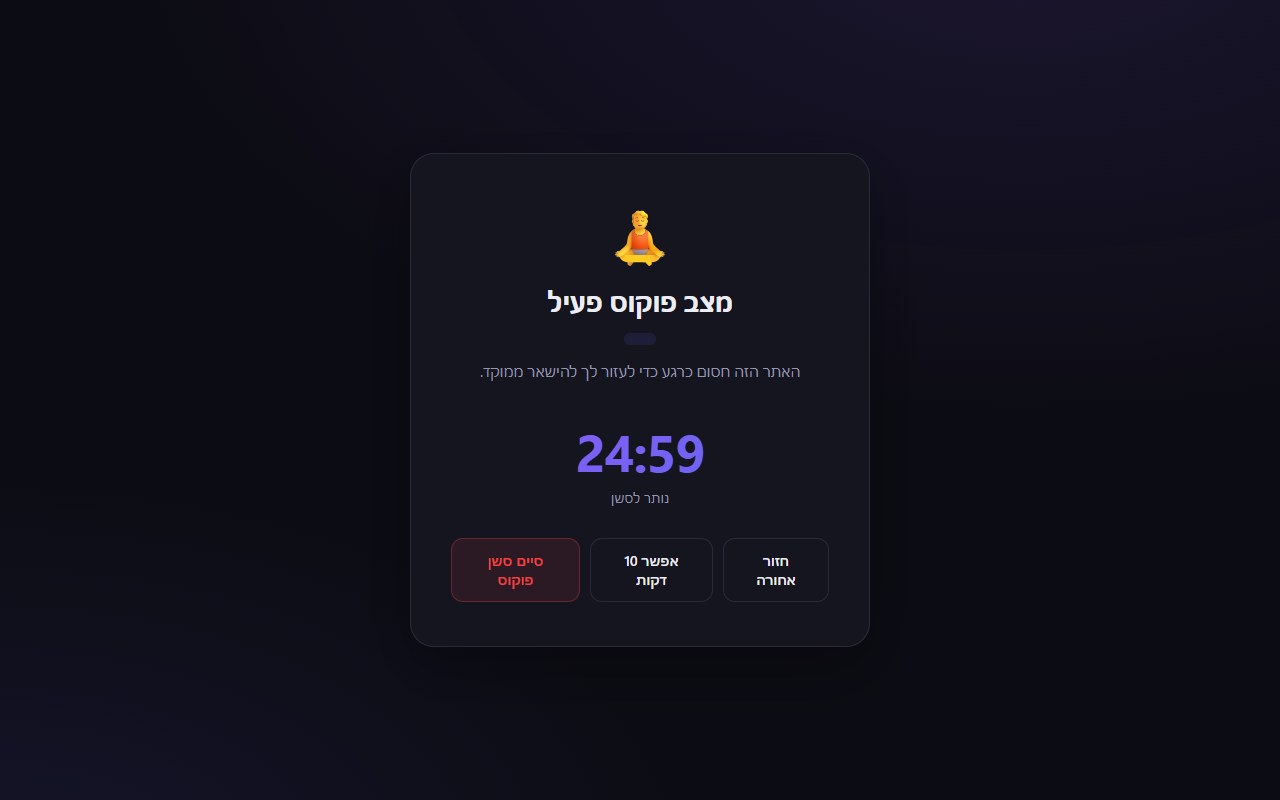 מצב פוקוס פעיל
האתר הזה חסום כרגע כדי לעזור לך להישאר ממוקד.
24:59
נותר לסשן
חזור
אחורה
אפשר 10
דקות
סיים סשן
פוקוס